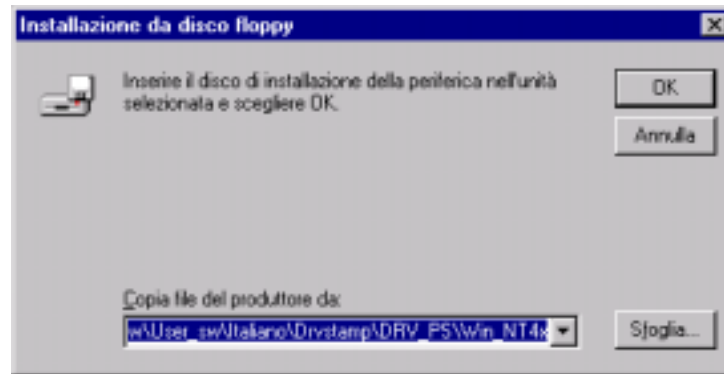 Installazione da disco floppy
Inserire il disco di installazione della periferica nell'unità
selezionata e scegliere OK.
OK
Annulla
Copia file del produttore da:
w\User_sw\Italiano\Drvstamp\DRV_PS\Win_NT4x
Sfoglia...